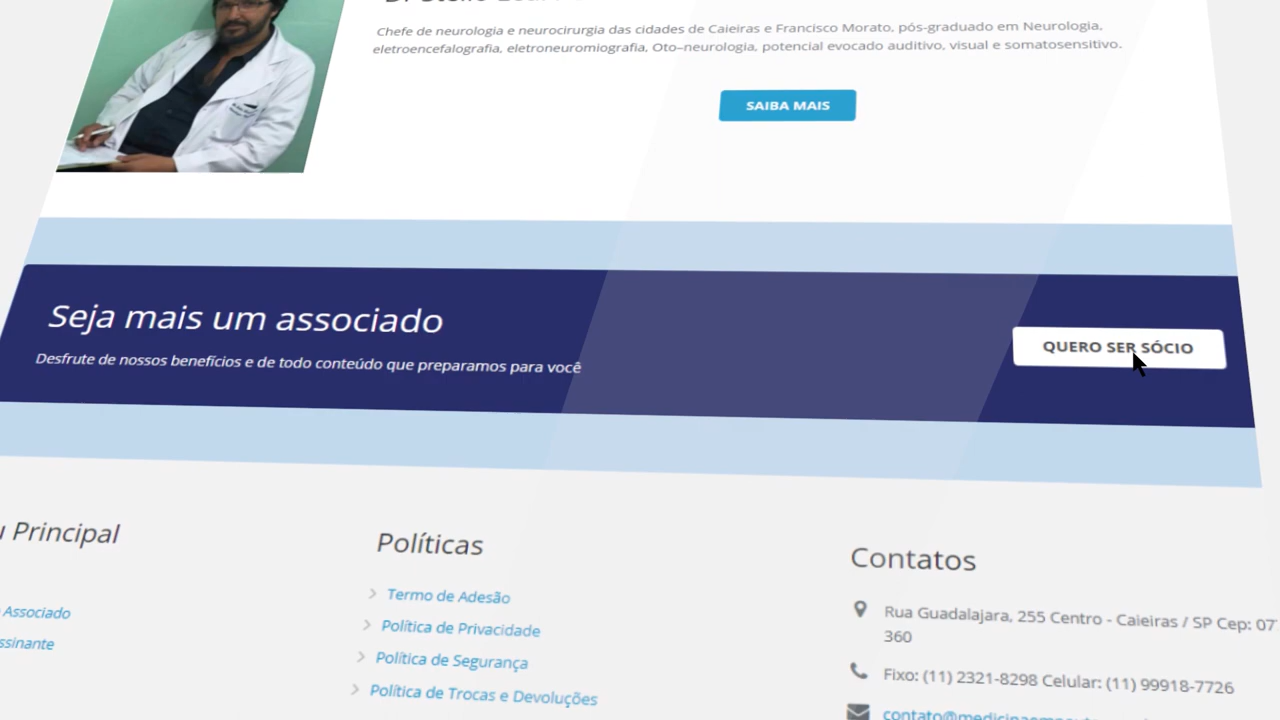 Chefe de neurologia e neurocirurgia das cidades de Caieiras e Francisco Morato, pós-graduado em Neurologia,
eletroencefalografia, eletroneuromiografia, Oto-neurologia, potencial evocado auditivo, visual e somatosensitivo.
SAIBA MAIS
Seja mais um associado
Desfrute de nossos benefícios e de todo conteúdo que preparamos para você
QUERO SER SÓCIO
Principal
Associado
Políticas
Termo de Adesão
Política de Privacidade
Política de Segurança
Política de Trocas e Devoluções
Contatos
Rua Guadalajara, 255 Centro - Caieiras / SP Cep: 07
360
Fixo: (11) 2321-8298 Celular: (11) 99918-7726